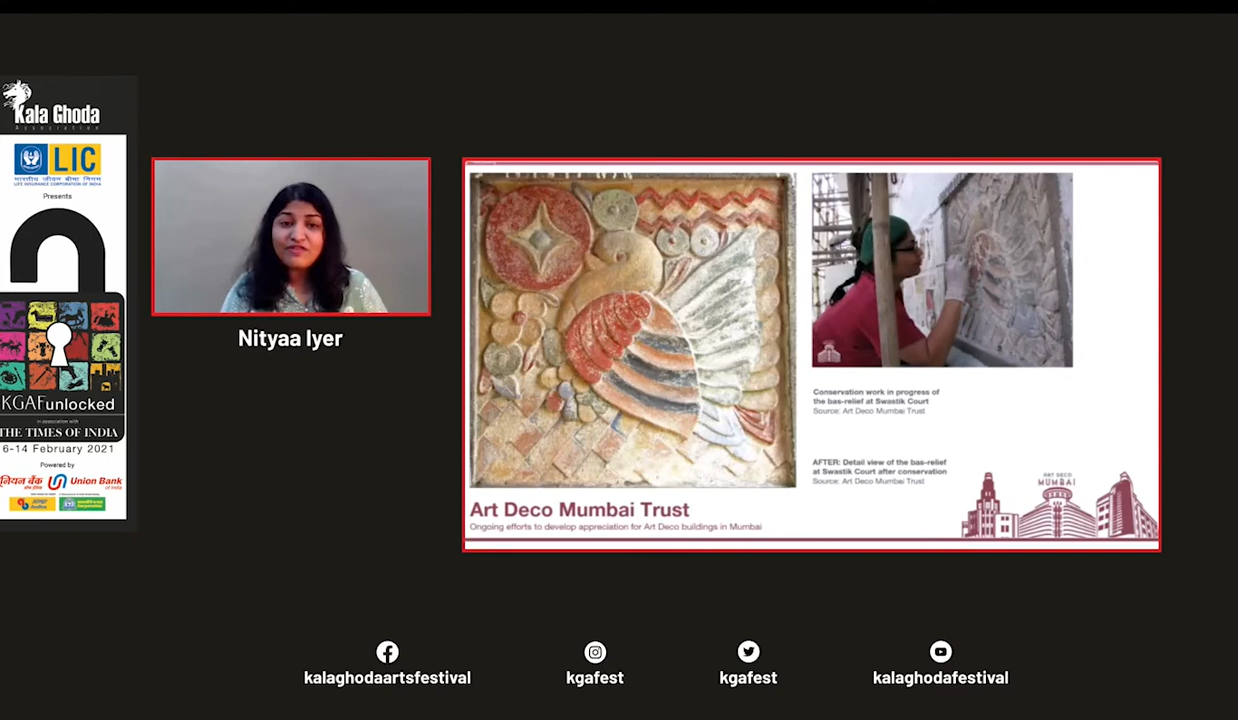 Kala Ghoda
Association
LIC
भारतीय जीवन बीमा निगम
LIFE INSURANCE CORPORATION OF INDIA
Presents
KGAFunlocked
in association with
THE TIMES OF INDIA
6-14 February 2021
Powered by
Union Bank
of India
Andhra
Corporation
Nityaa Iyer
Conservation work in progress of
the bas-relief at Swastik Court
Source: Art Deco Mumbai Trust
AFTER: Detail view of the bas-relief
at Swastik Court after conservation
Source: Art Deco Mumbai Trust
ART DECO
MUMBAI
Art Deco Mumbai Trust
Ongoing efforts to develop appreciation for Art Deco buildings in Mumbai
kalaghodaartsfestival
kgafest
kgafest
kalaghodafestival